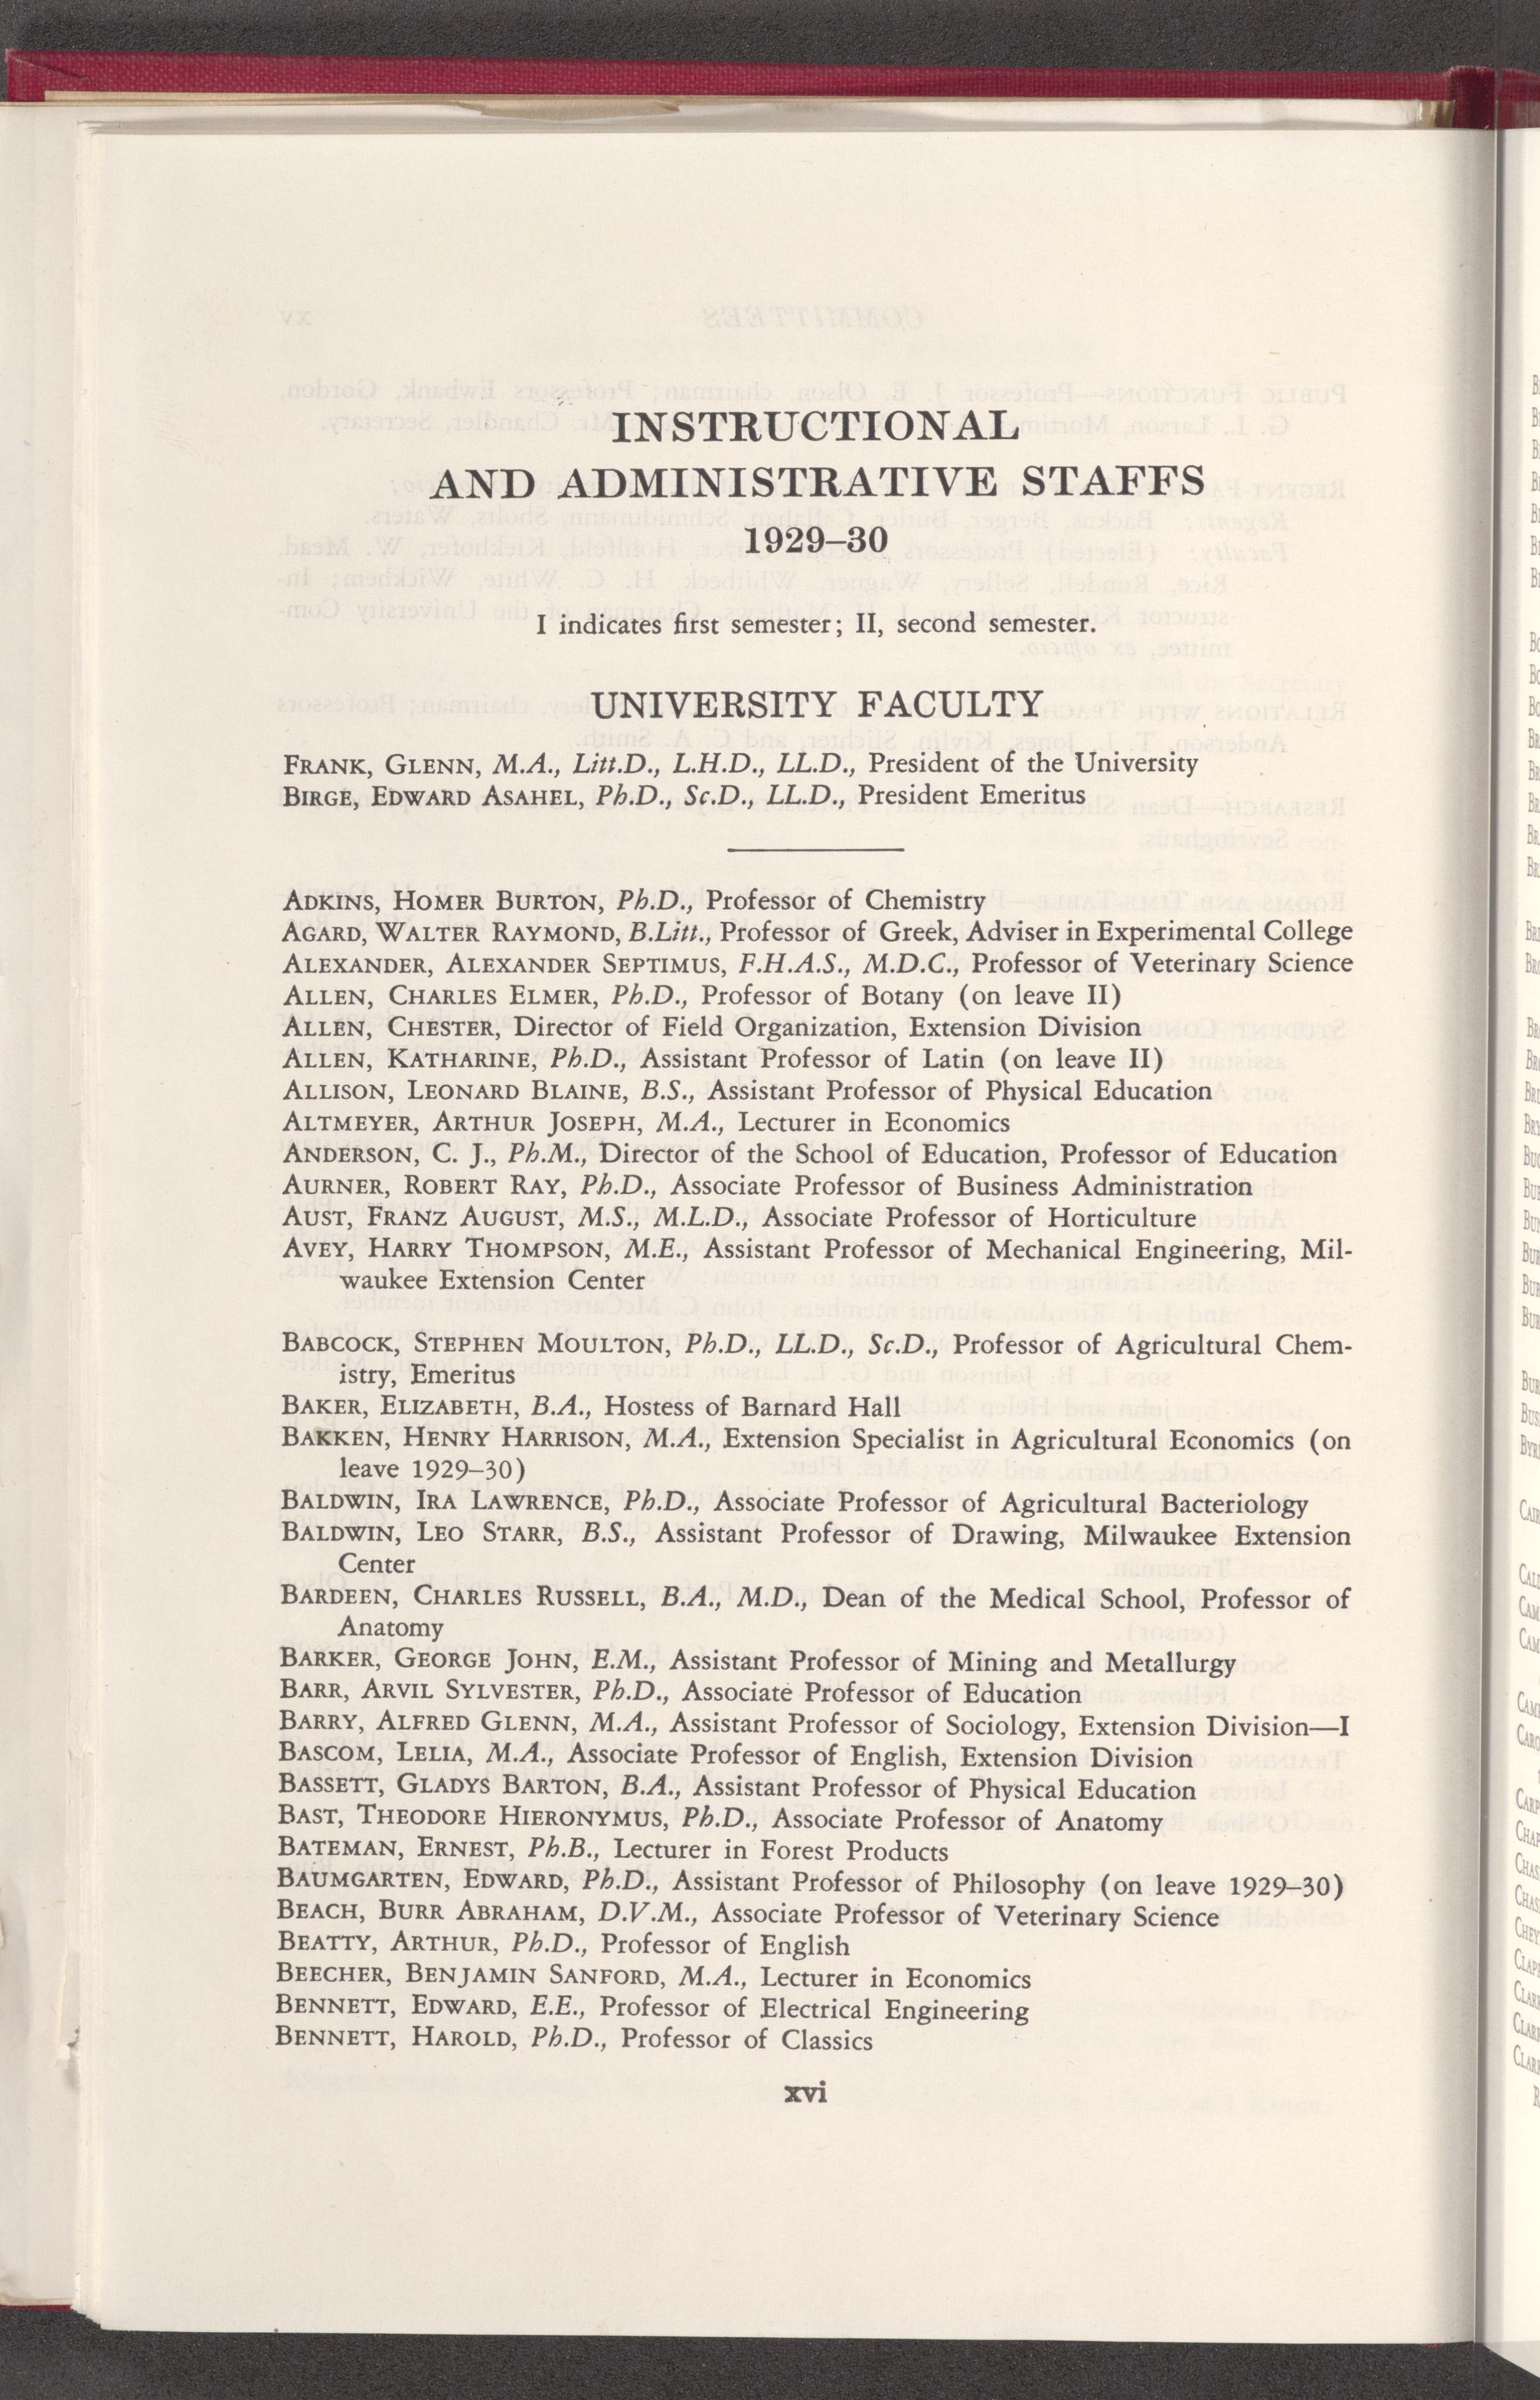 INSTRUCTIONAL
AND ADMINISTRATIVE STAFFS
1929–30
I indicates first semester; II, second semester.
UNIVERSITY FACULTY
FRANK, GLENN, M.A., Litt.D., L.H.D., LL.D., President of the University
BIRGE, EDWARD ASAHEL, Ph.D., Sc.D., LL.D., President Emeritus
ADKINS, HOMER BURTON, Ph.D., Professor of Chemistry
AGARD, WALTER RAYMOND, B.Litt., Professor of Greek, Adviser in Experimental College
ALEXANDER, ALEXANDER SEPTIMUS, F.H.A.S., M.D.C., Professor of Veterinary Science
ALLEN, CHARLES ELMER, Ph.D., Professor of Botany (on leave II)
ALLEN, CHESTER, Director of Field Organization, Extension Division
ALLEN, KATHARINE, Ph.D., Assistant Professor of Latin (on leave II)
ALLISON, LEONARD BLAINE, B.S., Assistant Professor of Physical Education
ALTMEYER, ARTHUR JOSEPH, M.A., Lecturer in Economics
ANDERSON, C. J., Ph.M., Director of the School of Education, Professor of Education
AURNER, ROBERT RAY, Ph.D., Associate Professor of Business Administration
AUST, FRANZ AUGUST, M.S., M.L.D., Associate Professor of Horticulture
AVEY, HARRY THOMPSON, M.E., Assistant Professor of Mechanical Engineering, Mil-
waukee Extension Center
BABCOCK, STEPHEN MOULTON, Ph.D., LL.D., Sc.D., Professor of Agricultural Chem-
istry, Emeritus
BAKER, ELIZABETH, B.A., Hostess of Barnard Hall
BAKKEN, HENRY HARRISON, M.A., Extension Specialist in Agricultural Economics (on
leave 1929–30)
BALDWIN, IRA LAWRENCE, Ph.D., Associate Professor of Agricultural Bacteriology
BALDWIN, LEO STARR, B.S., Assistant Professor of Drawing, Milwaukee Extension
Center
BARDEEN, CHARLES RUSSELL, B.A., M.D., Dean of the Medical School, Professor of
Anatomy
BARKER, GEORGE JOHN, E.M., Assistant Professor of Mining and Metallurgy
BARR, ARVIL SYLVESTER, Ph.D., Associate Professor of Education
BARRY, ALFRED GLENN, M.A., Assistant Professor of Sociology, Extension Division—I
BASCOM, LELIA, M.A., Associate Professor of English, Extension Division
BASSETT, GLADYS BARTON, B.A., Assistant Professor of Physical Education
BAST, THEODORE HIERONYMUS, Ph.D., Associate Professor of Anatomy
BATEMAN, ERNEST, Ph.B., Lecturer in Forest Products
BAUMGARTEN, EDWARD, Ph.D., Assistant Professor of Philosophy (on leave 1929–30)
BEACH, BURR ABRAHAM, D.V.M., Associate Professor of Veterinary Science
BEATTY, ARTHUR, Ph.D., Professor of English
BEECHER, BENJAMIN SANFORD, M.A., Lecturer in Economics
BENNETT, EDWARD, E.E., Professor of Electrical Engineering
BENNETT, HAROLD, Ph.D., Professor of Classics
xvi